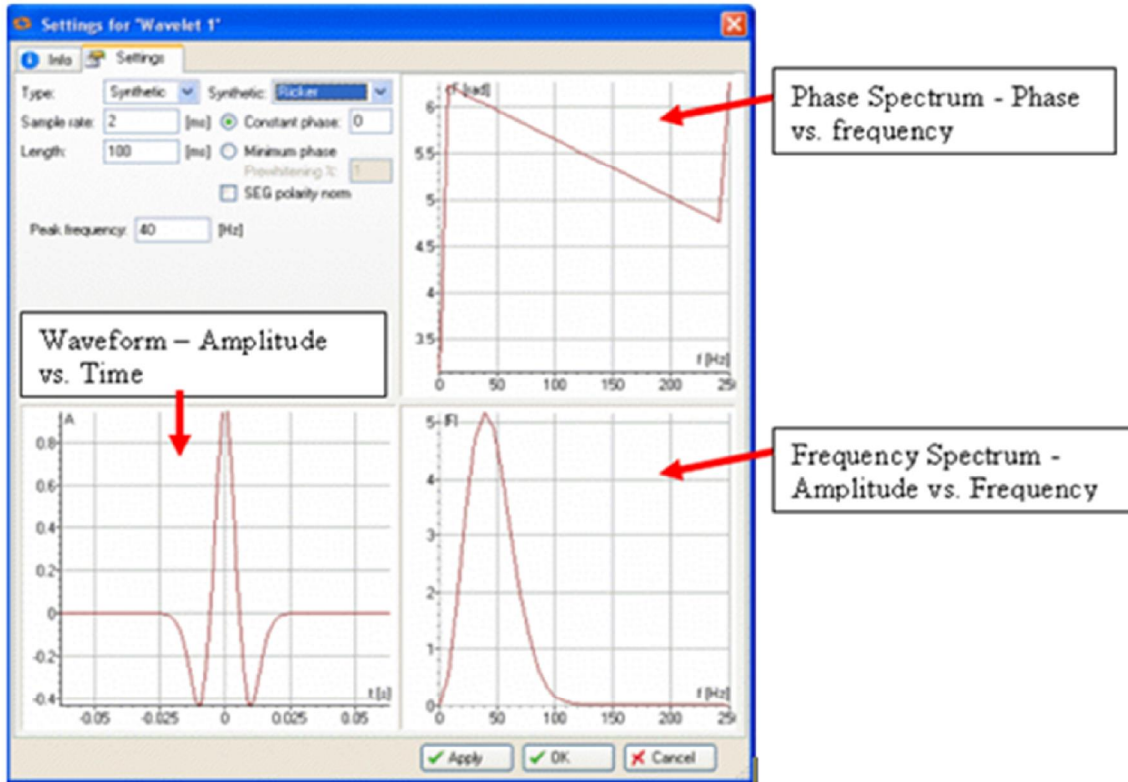 Settings for "Wavelet 1"
Info Settings
Type: Synthetic Synthetic: Ricker
Sample rate: 2 [ms] Constant phase: 0
Length: 100 [ms] Minimum phase
Prewhitening %: 1
SEG polarity norm
Peak frequency: 40 [Hz]
[rad]
6
5.5
5
4.5
4
3.5
f [Hz]
0 50 100 150 200 250
Phase Spectrum - Phase
vs. frequency
Waveform – Amplitude
vs. Time
A
0.8
0.6
0.4
0.2
0
-0.2
-0.4
t [s]
-0.05 -0.025 0 0.025 0.05
|F|
5
4
3
2
1
0
f [Hz]
0 50 100 150 200 250
Frequency Spectrum -
Amplitude vs. Frequency
Apply OK Cancel